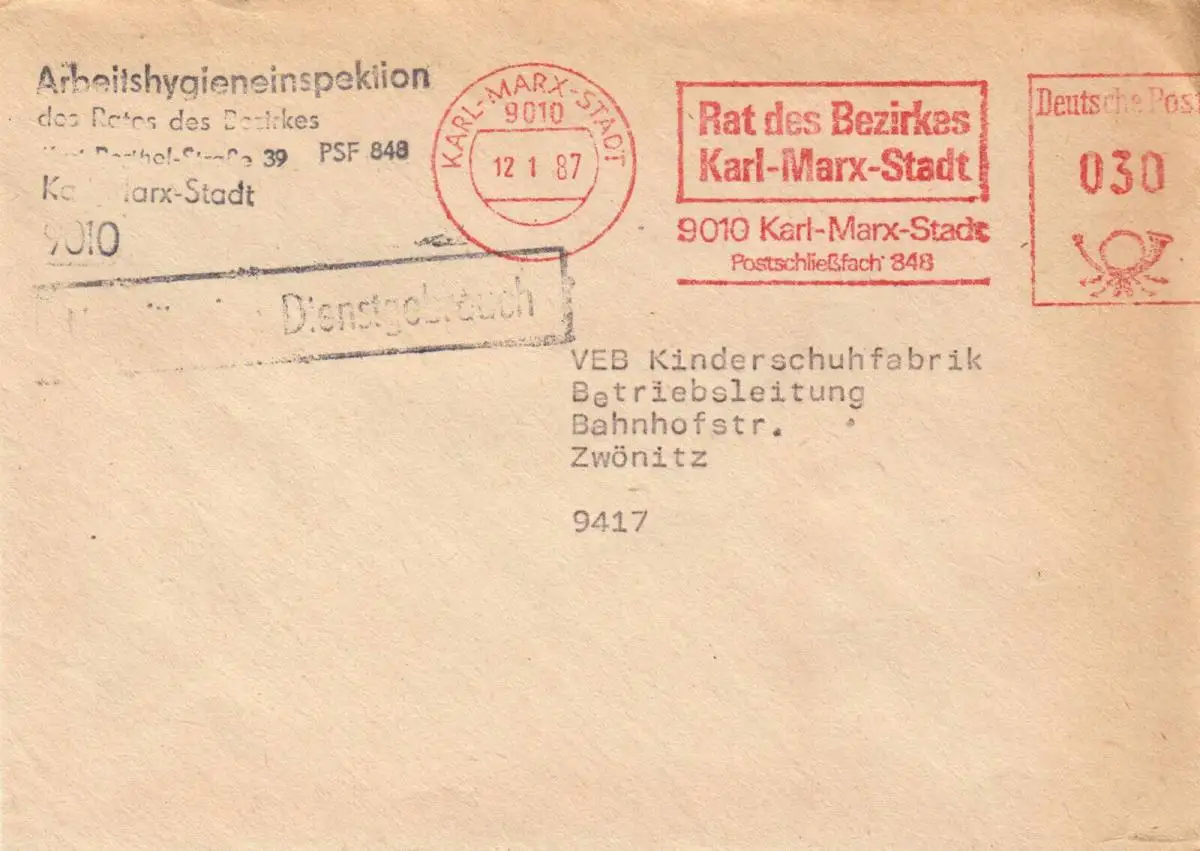 Arbeitshygieneinspektion
des Rates des Bezirkes
39 PSF 848
Karl-Marx-Stadt
9010
Dienstgebrauch
KARL-MARX-STADT
9010
12 1 87
Rat des Bezirkes
Karl-Marx-Stadt
9010 Karl-Marx-Stadt
Postschließfach 848
Deutsche Post
030
VEB Kinderschuhfabrik
Betriebsleitung
Bahnhofstr.
Zwönitz
9417